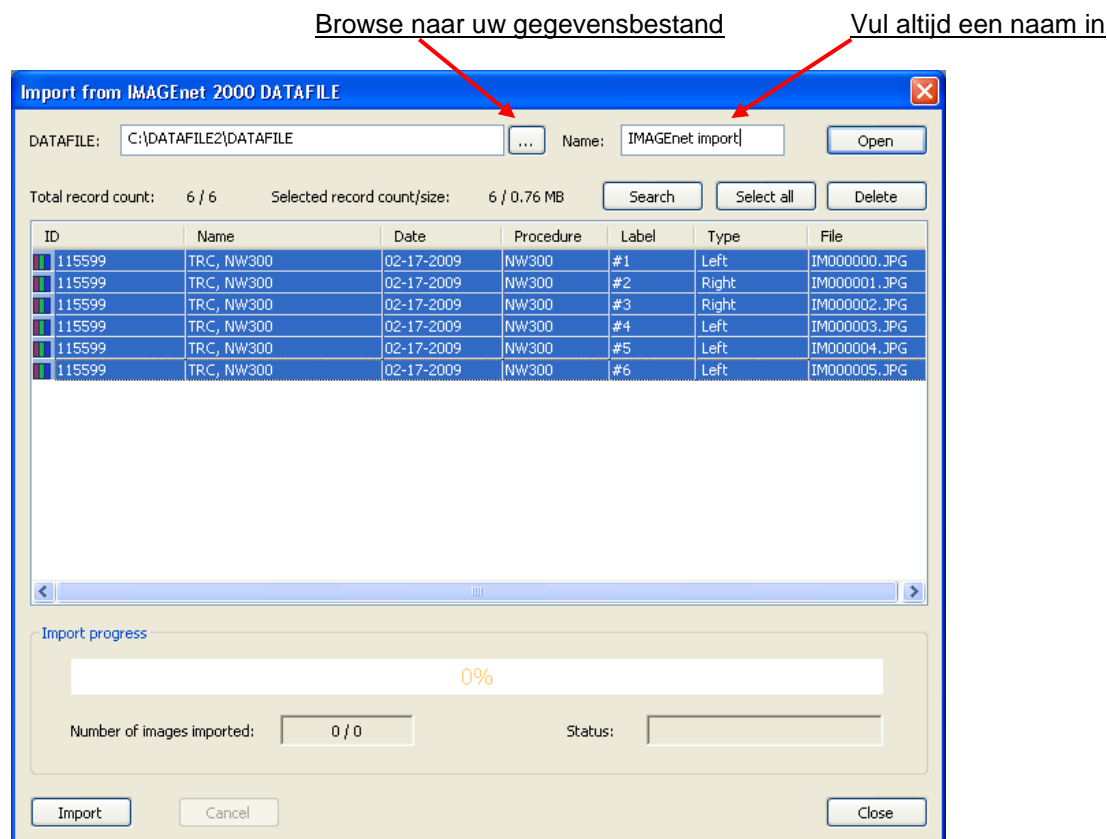 Browse naar uw gegevensbestand Vul altijd een naam in
Import from IMAGEnet 2000 DATAFILE
DATAFILE: C:\DATAFILE2\DATAFILE ... Name: IMAGEnet import Open
Total record count: 6 / 6 Selected record count/size: 6 / 0.76 MB Search Select all Delete
ID Name Date Procedure Label Type File
115599 TRC, NW300 02-17-2009 NW300 #1 Left IM000000.JPG
115599 TRC, NW300 02-17-2009 NW300 #2 Right IM000001.JPG
115599 TRC, NW300 02-17-2009 NW300 #3 Right IM000002.JPG
115599 TRC, NW300 02-17-2009 NW300 #4 Left IM000003.JPG
115599 TRC, NW300 02-17-2009 NW300 #5 Left IM000004.JPG
115599 TRC, NW300 02-17-2009 NW300 #6 Left IM000005.JPG
Import progress
0%
Number of images imported: 0 / 0 Status:
Import Cancel Close